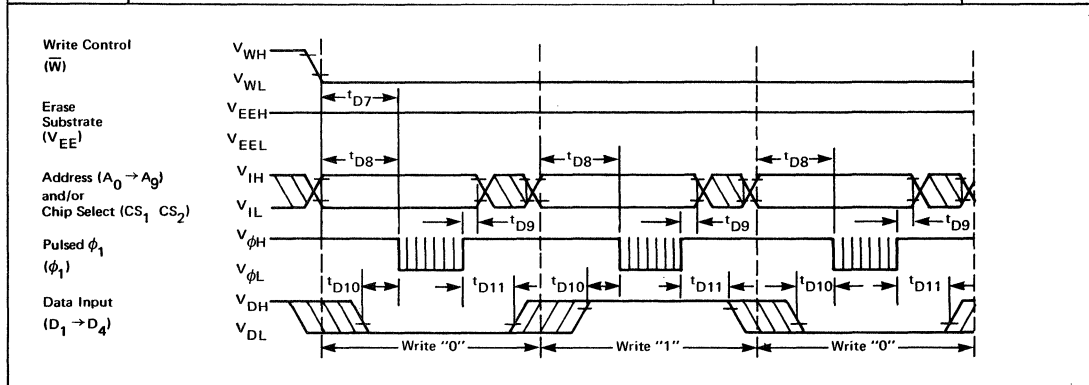 Write Control
(W̅)
V_WH
V_WL
t_D7
Erase
Substrate
(V_EE)
V_EEH
V_EEL
t_D8 t_D8 t_D8
Address (A_0 → A_9)
and/or
Chip Select (CS_1 CS_2)
V_IH
V_IL
t_D9 t_D9 t_D9
Pulsed ϕ_1
(ϕ_1)
V_ϕH
V_ϕL
t_D10 t_D11 t_D10 t_D11 t_D10 t_D11
Data Input
(D_1 → D_4)
V_DH
V_DL
Write "0" Write "1" Write "0"